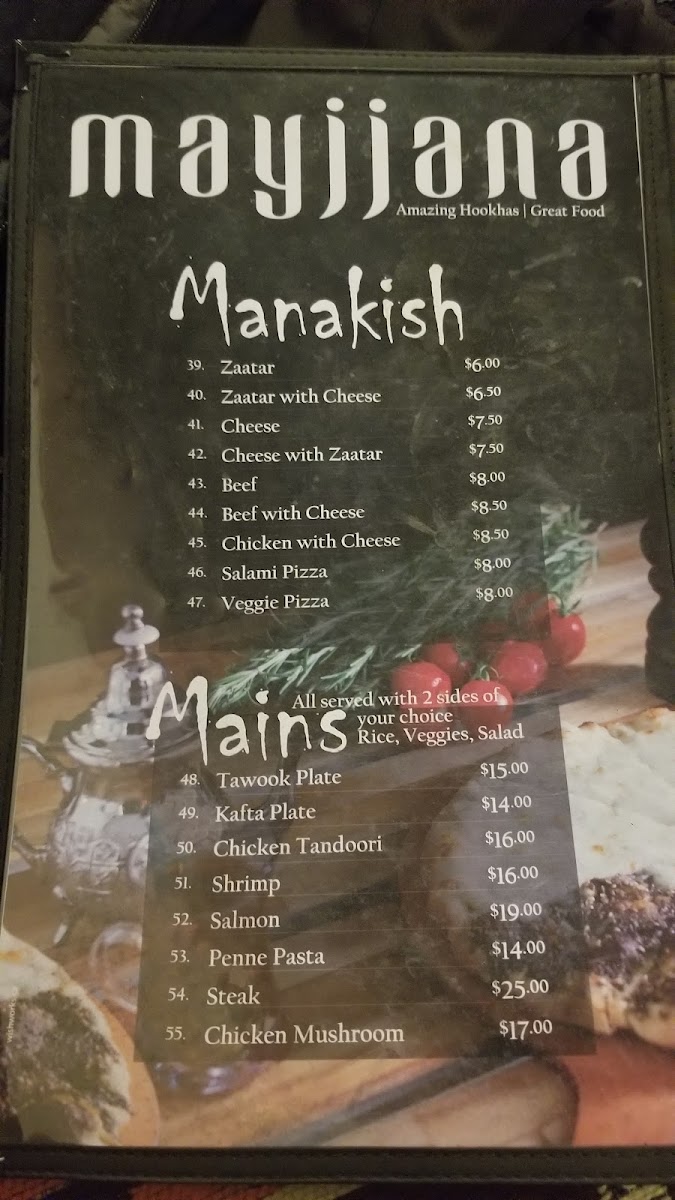 mayjjana
Amazing Hookhas | Great Food
Manakish
39. Zaatar $6.00
40. Zaatar with Cheese $6.50
41. Cheese $7.50
42. Cheese with Zaatar $7.50
43. Beef $8.00
44. Beef with Cheese $8.50
45. Chicken with Cheese $8.50
46. Salami Pizza $8.00
47. Veggie Pizza $8.00
Mains
All served with 2 sides of
your choice
Rice, Veggies, Salad
48. Tawook Plate $15.00
49. Kafta Plate $14.00
50. Chicken Tandoori $16.00
51. Shrimp $16.00
52. Salmon $19.00
53. Penne Pasta $14.00
54. Steak $25.00
55. Chicken Mushroom $17.00